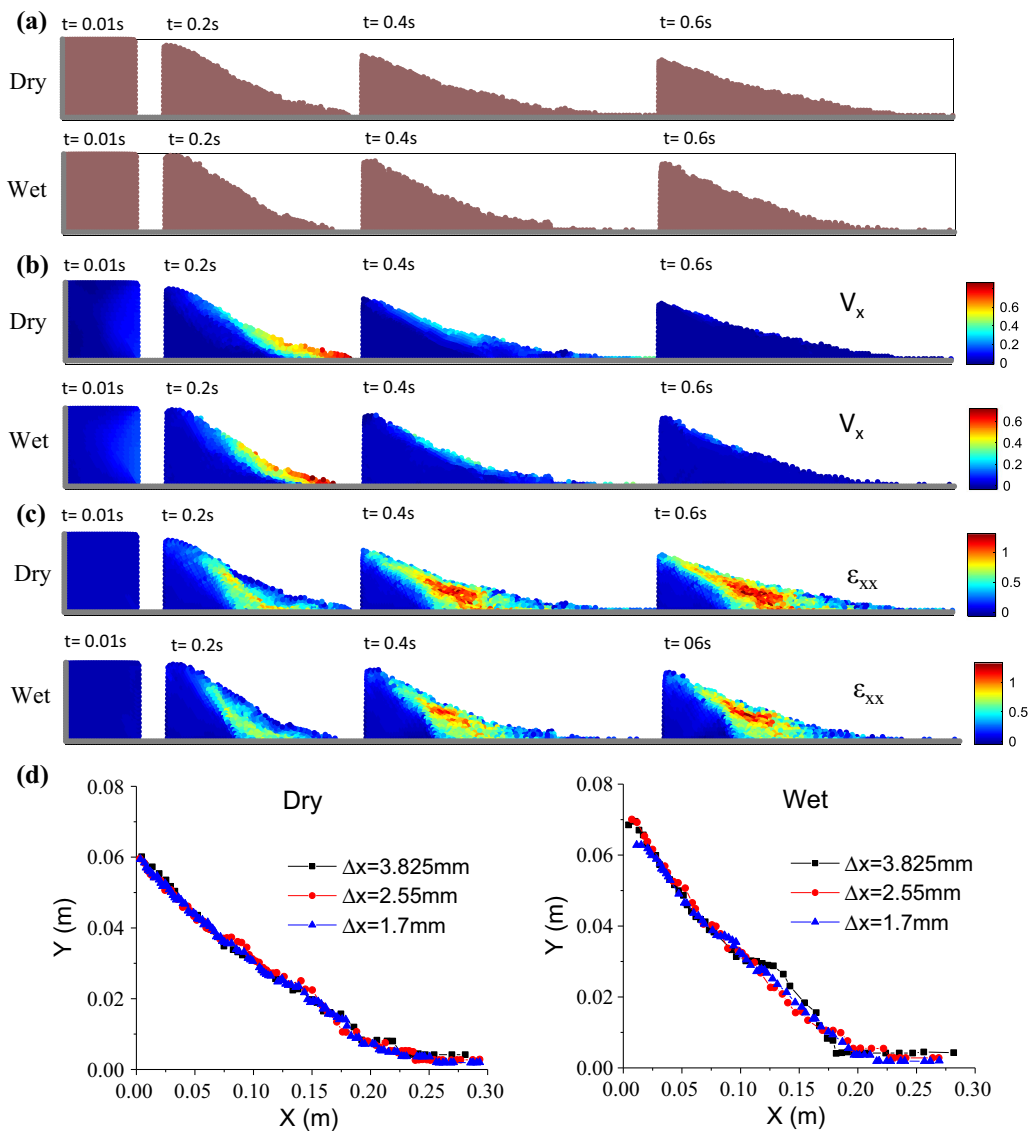 (a)
t= 0.01s t= 0.2s t= 0.4s t= 0.6s
Dry
t= 0.01s t= 0.2s t= 0.4s t= 0.6s
Wet
(b)
t= 0.01s t= 0.2s t= 0.4s t= 0.6s
Dry
Vx
0.6
0.4
0.2
0
t= 0.01s t= 0.2s t= 0.4s t= 0.6s
Wet
Vx
0.6
0.4
0.2
0
(c)
t= 0.01s t= 0.2s t= 0.4s t= 0.6s
Dry
εxx
1
0.5
0
t= 0.01s t= 0.2s t= 0.4s t= 06s
Wet
εxx
1
0.5
0
(d)
Dry
Δx=3.825mm
Δx=2.55mm
Δx=1.7mm
Y (m)
0.08
0.06
0.04
0.02
0.00
0.00 0.05 0.10 0.15 0.20 0.25 0.30
X (m)
Wet
Δx=3.825mm
Δx=2.55mm
Δx=1.7mm
Y (m)
0.08
0.06
0.04
0.02
0.00
0.00 0.05 0.10 0.15 0.20 0.25 0.30
X (m)